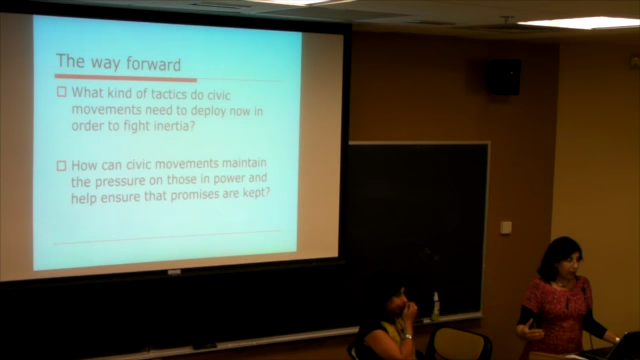 The way forward
What kind of tactics do civic
movements need to deploy now in
order to fight inertia?
How can civic movements maintain
the pressure on those in power and
help ensure that promises are kept?